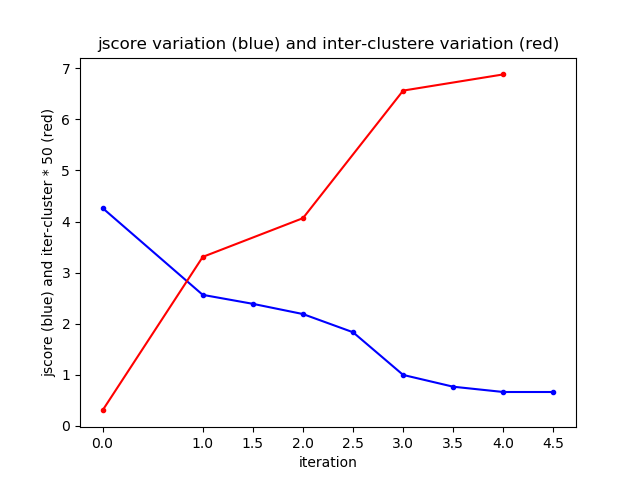 jscore variation (blue) and inter-clustere variation (red)
jscore (blue) and iter-cluster * 50 (red)
7
6
5
4
3
2
1
0
0.0 1.0 1.5 2.0 2.5 3.0 3.5 4.0 4.5
iteration